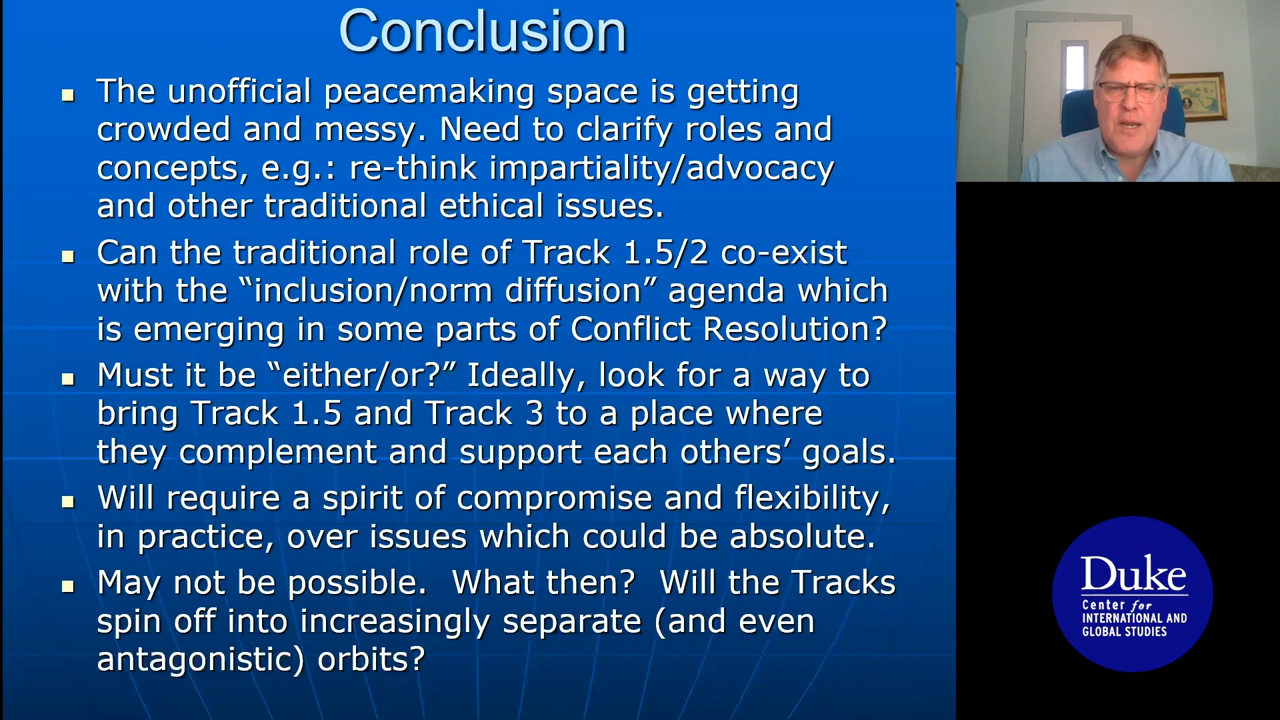 Conclusion
The unofficial peacemaking space is getting
crowded and messy. Need to clarify roles and
concepts, e.g.: re-think impartiality/advocacy
and other traditional ethical issues.
Can the traditional role of Track 1.5/2 co-exist
with the “inclusion/norm diffusion” agenda which
is emerging in some parts of Conflict Resolution?
Must it be “either/or?” Ideally, look for a way to
bring Track 1.5 and Track 3 to a place where
they complement and support each others’ goals.
Will require a spirit of compromise and flexibility,
in practice, over issues which could be absolute.
May not be possible.  What then?  Will the Tracks
spin off into increasingly separate (and even
antagonistic) orbits?
Duke
Center for
INTERNATIONAL AND
GLOBAL STUDIES